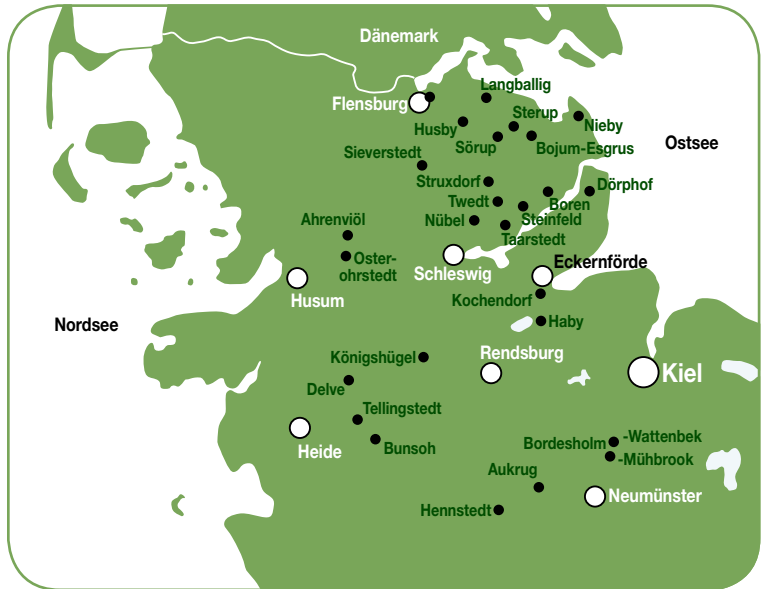 Dänemark
Langballig
Flensburg
Sterup
Nieby
Husby
Ostsee
Sörup
Bojum-Esgrus
Sieverstedt
Struxdorf
Dörphof
Twedt
Boren
Steinfeld
Nübel
Ahrenviöl
Taarstedt
Oster-
ohrstedt
Eckernförde
Schleswig
Husum
Kochendorf
Nordsee
Haby
Rendsburg
Königshügel
Kiel
Delve
Tellingstedt
Bordesholm
-Wattenbek
Heide
Bunsoh
-Mühbrook
Aukrug
Neumünster
Hennstedt